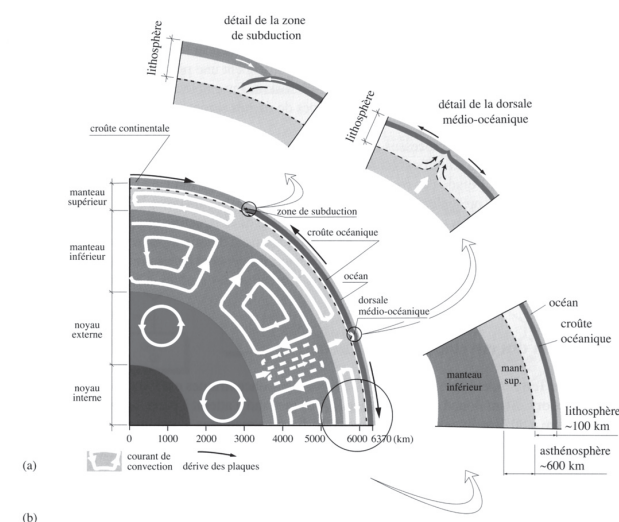 détail de la zone
de subduction
lithosphère
détail de la dorsale
médio-océanique
lithosphère
croûte continentale
manteau
supérieur
zone de subduction
croûte océanique
manteau
inférieur
océan
dorsale
médio-océanique
océan
croûte
océanique
noyau
externe
manteau
inférieur
mant.
sup.
noyau
interne
lithosphère
~100 km
asthénosphère
~600 km
0 1000 2000 3000 4000 5000 6000 6370 (km)
(a)
courant de
convection
dérive des plaques
(b)